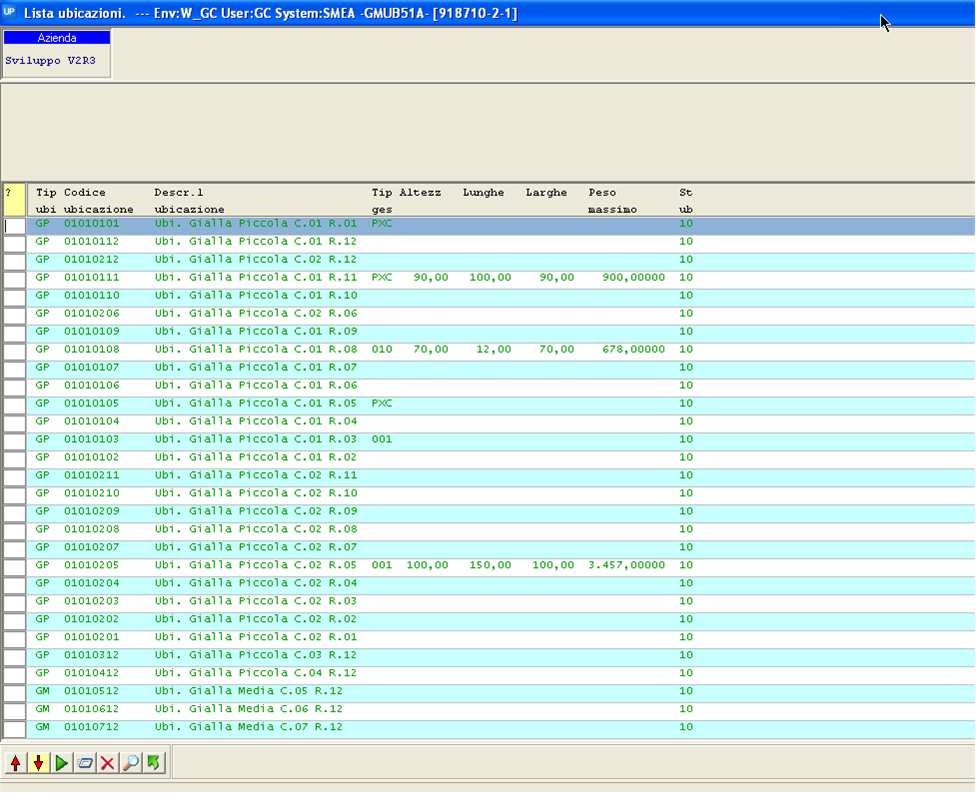 UP Lista ubicazioni. --- Env:W_GC User:GC System:SMEA -GMUB51A- [918710-2-1]
Azienda
Sviluppo V2R3
? Tip Codice Descr.l Tip Altezz Lunghe Larghe Peso St
ubi ubicazione ubicazione ges massimo ub
GP 01010101 Ubi. Gialla Piccola C.01 R.01 PXC 10
GP 01010112 Ubi. Gialla Piccola C.01 R.12 10
GP 01010212 Ubi. Gialla Piccola C.02 R.12 10
GP 01010111 Ubi. Gialla Piccola C.01 R.11 PXC 90,00 100,00 90,00 900,00000 10
GP 01010110 Ubi. Gialla Piccola C.01 R.10 10
GP 01010206 Ubi. Gialla Piccola C.02 R.06 10
GP 01010109 Ubi. Gialla Piccola C.01 R.09 10
GP 01010108 Ubi. Gialla Piccola C.01 R.08 010 70,00 12,00 70,00 678,00000 10
GP 01010107 Ubi. Gialla Piccola C.01 R.07 10
GP 01010106 Ubi. Gialla Piccola C.01 R.06 10
GP 01010105 Ubi. Gialla Piccola C.01 R.05 PXC 10
GP 01010104 Ubi. Gialla Piccola C.01 R.04 10
GP 01010103 Ubi. Gialla Piccola C.01 R.03 001 10
GP 01010102 Ubi. Gialla Piccola C.01 R.02 10
GP 01010211 Ubi. Gialla Piccola C.02 R.11 10
GP 01010210 Ubi. Gialla Piccola C.02 R.10 10
GP 01010209 Ubi. Gialla Piccola C.02 R.09 10
GP 01010208 Ubi. Gialla Piccola C.02 R.08 10
GP 01010207 Ubi. Gialla Piccola C.02 R.07 10
GP 01010205 Ubi. Gialla Piccola C.02 R.05 001 100,00 150,00 100,00 3.457,00000 10
GP 01010204 Ubi. Gialla Piccola C.02 R.04 10
GP 01010203 Ubi. Gialla Piccola C.02 R.03 10
GP 01010202 Ubi. Gialla Piccola C.02 R.02 10
GP 01010201 Ubi. Gialla Piccola C.02 R.01 10
GP 01010312 Ubi. Gialla Piccola C.03 R.12 10
GP 01010412 Ubi. Gialla Piccola C.04 R.12 10
GM 01010512 Ubi. Gialla Media C.05 R.12 10
GM 01010612 Ubi. Gialla Media C.06 R.12 10
GM 01010712 Ubi. Gialla Media C.07 R.12 10